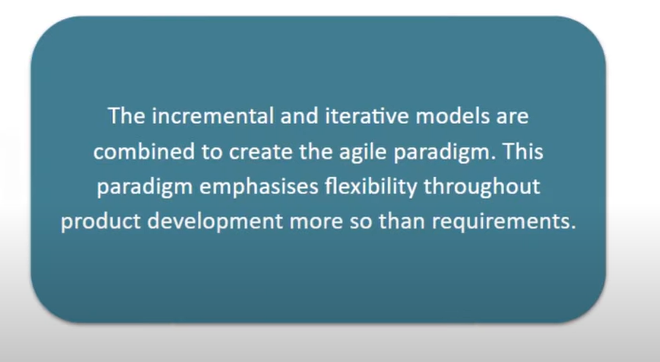 The incremental and iterative models are
combined to create the agile paradigm. This
paradigm emphasises flexibility throughout
product development more so than requirements.